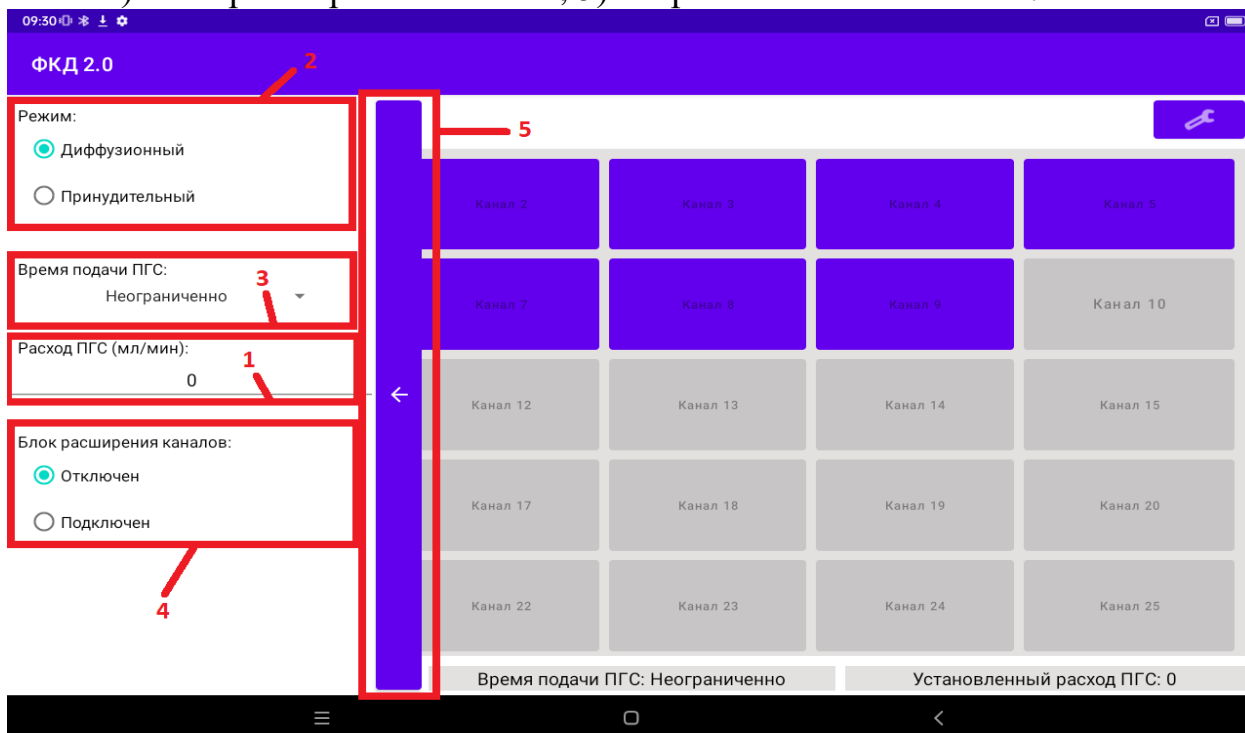 09:30
ФКД 2.0
2
Режим:
Диффузионный
Принудительный
Время подачи ПГС:
3
Неограниченно
Расход ПГС (мл/мин):
1
0
Блок расширения каналов:
Отключен
Подключен
4
5
Канал 2
Канал 3
Канал 4
Канал 5
Канал 7
Канал 8
Канал 9
Канал 10
Канал 12
Канал 13
Канал 14
Канал 15
Канал 17
Канал 18
Канал 19
Канал 20
Канал 22
Канал 23
Канал 24
Канал 25
Время подачи ПГС: Неограниченно
Установленный расход ПГС: 0